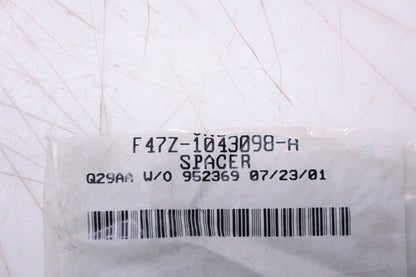 F47Z-1043098-A
SPACER
Q29AA W/O 952369 07/23/01